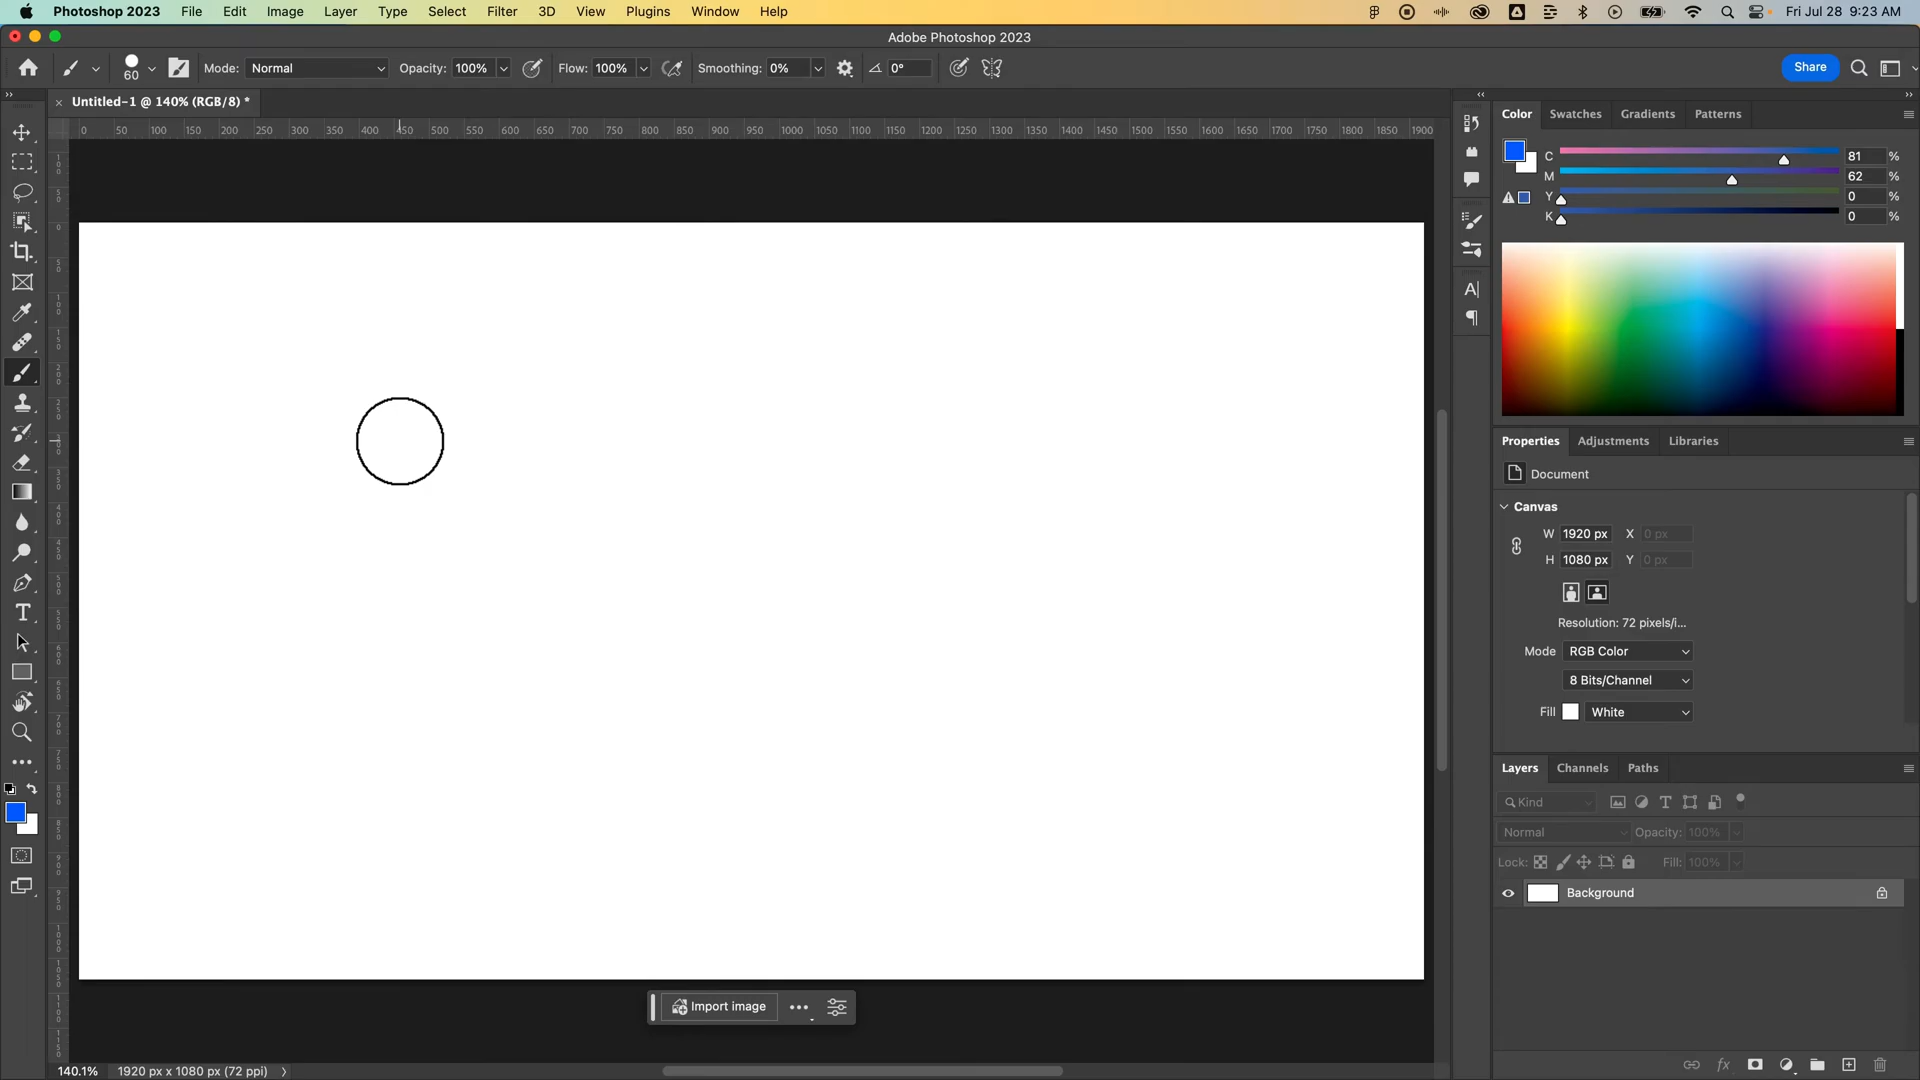 Photoshop 2023 File Edit Image Layer Type Select Filter 3D View Plugins Window Help Fri Jul 28 9:23 AM
Adobe Photoshop 2023
60 Mode: Normal Opacity: 100% Flow: 100% Smoothing: 0% 0° Share
Untitled-1 @ 140% (RGB/8) *
0 50 100 150 200 250 300 350 400 450 500 550 600 650 700 750 800 850 900 950 1000 1050 1100 1150 1200 1250 1300 1350 1400 1450 1500 1550 1600 1650 1700 1750 1800 1850 1900
Color Swatches Gradients Patterns
C 81 %
M 62 %
Y 0 %
K 0 %
Properties Adjustments Libraries
Document
Canvas
W 1920 px X 0 px
H 1080 px Y 0 px
Resolution: 72 pixels/i...
Mode RGB Color
8 Bits/Channel
Fill White
Layers Channels Paths
Kind
Normal Opacity: 100%
Lock: Fill: 100%
Background
Import image
140.1% 1920 px x 1080 px (72 ppi)